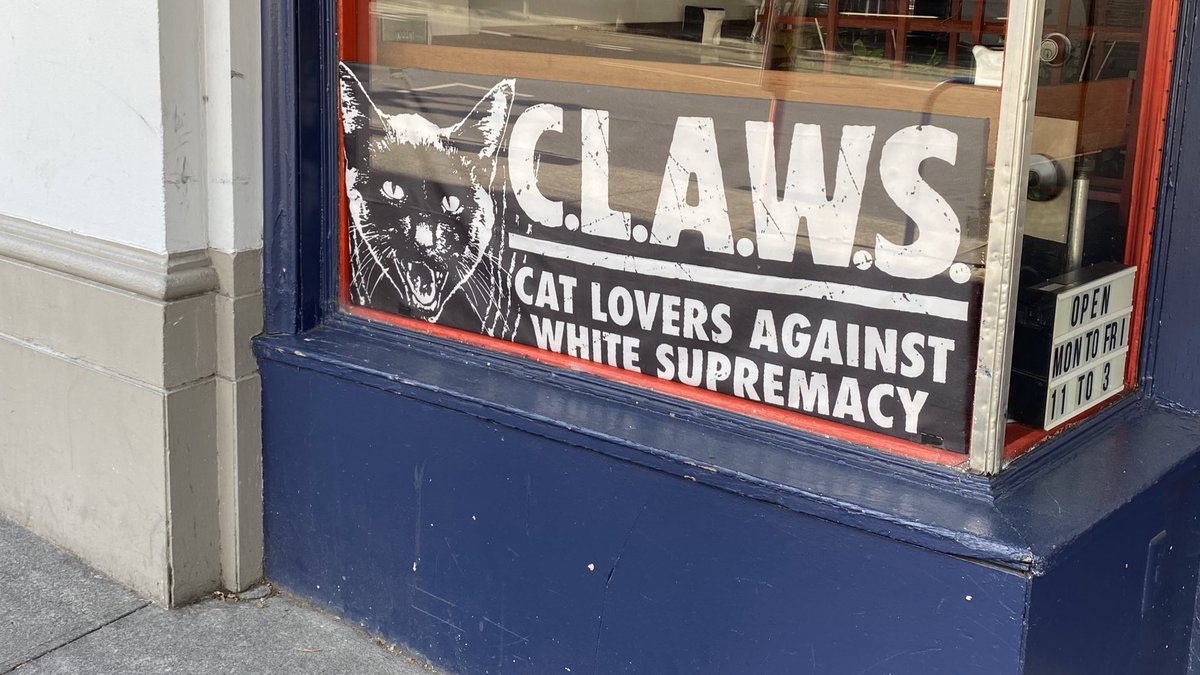 C.L.A.W.S.
CAT LOVERS AGAINST
WHITE SUPREMACY
OPEN
MON TO FRI
11 TO 3